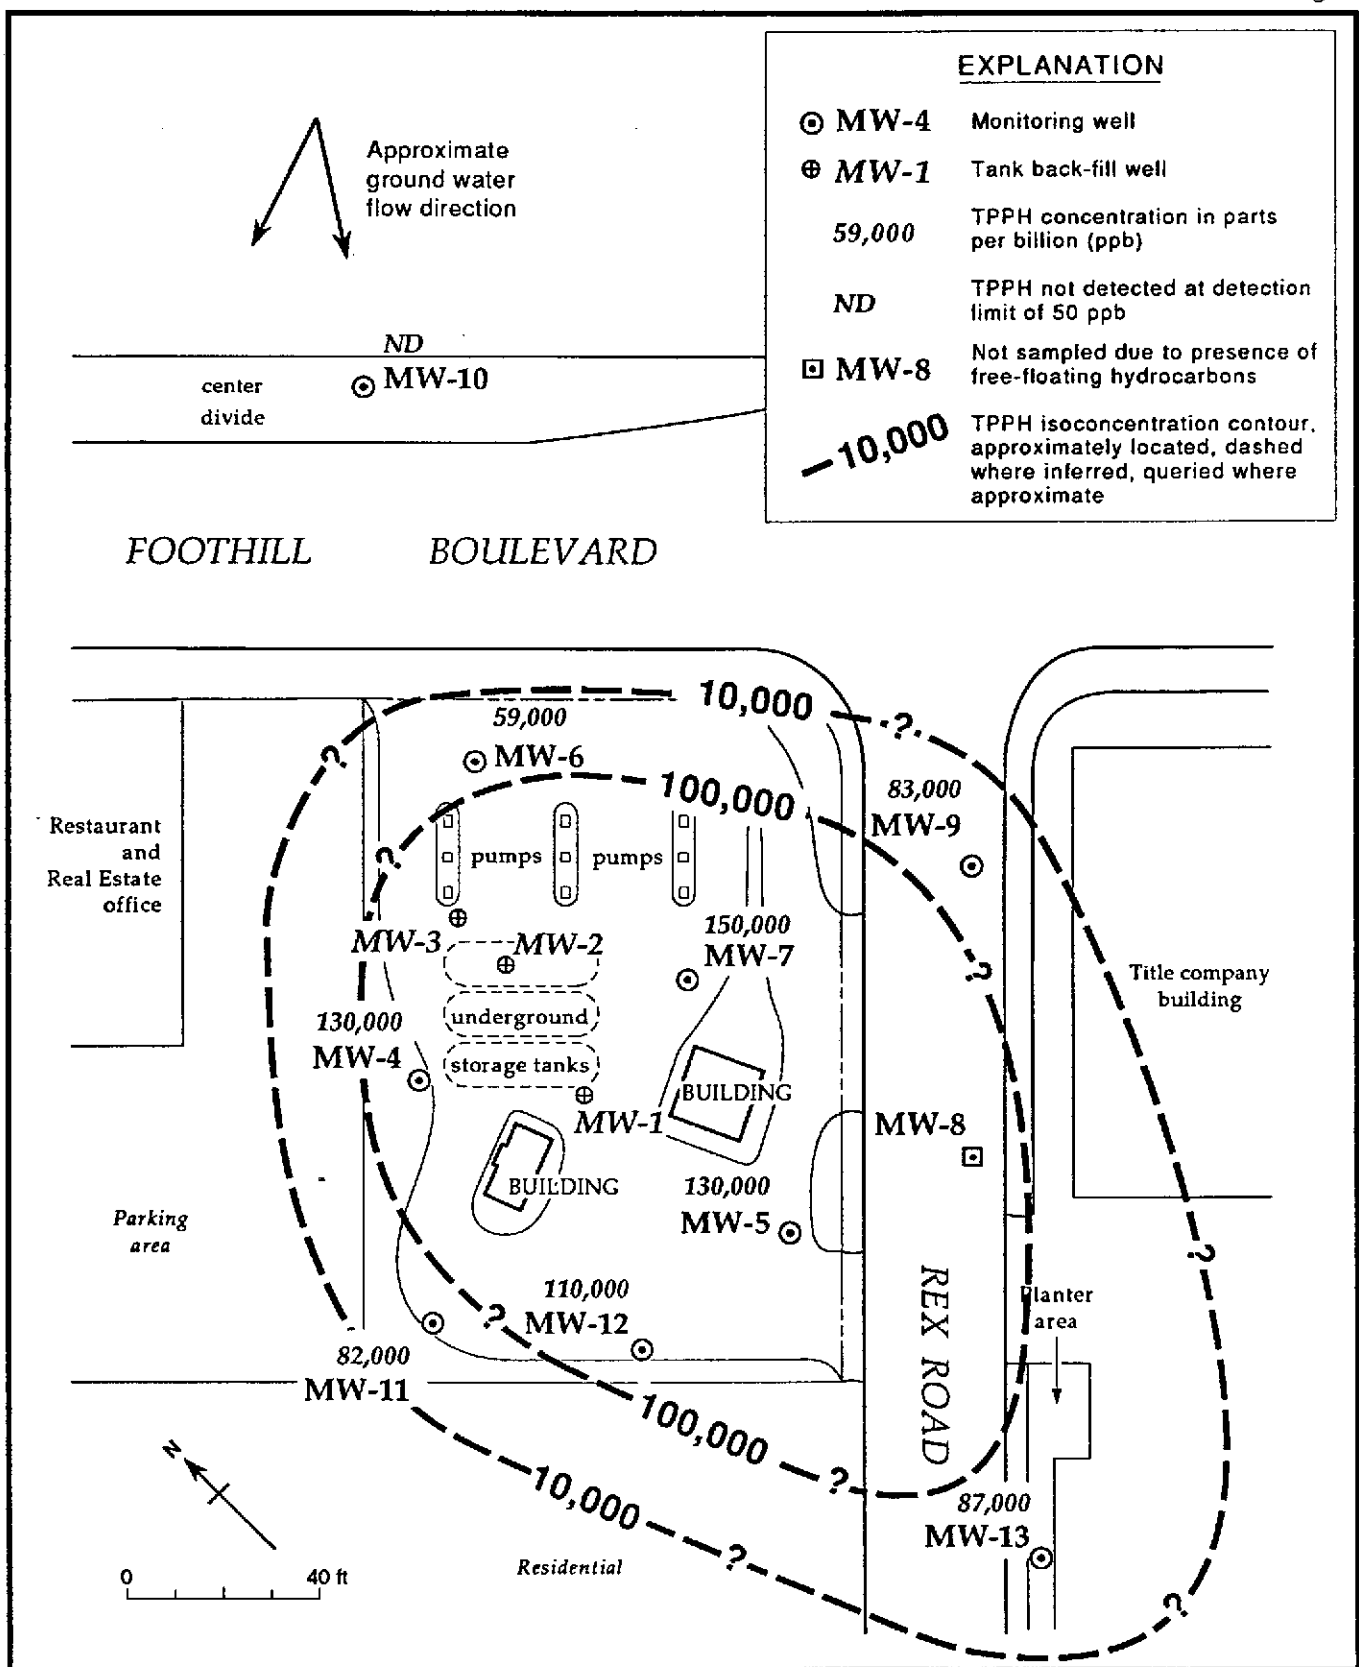 EXPLANATION
MW-4 Monitoring well
MW-1 Tank back-fill well
59,000 TPPH concentration in parts
per billion (ppb)
ND TPPH not detected at detection
limit of 50 ppb
MW-8 Not sampled due to presence of
free-floating hydrocarbons
10,000 TPPH isoconcentration contour,
approximately located, dashed
where inferred, queried where
approximate
Approximate
ground water
flow direction
ND
MW-10
center
divide
FOOTHILL BOULEVARD
10,000
?
?
59,000
MW-6
100,000
83,000
MW-9
Restaurant
and
Real Estate
office
pumps
pumps
?
150,000
MW-7
MW-3
MW-2
?
Title company
building
130,000
MW-4
underground
storage tanks
BUILDING
MW-1
MW-8
BUILDING
130,000
MW-5
Parking
area
?
110,000
MW-12
?
REX ROAD
Planter
area
82,000
MW-11
100,000
?
N
10,000
?
87,000
MW-13
Residential
?
0 40 ft